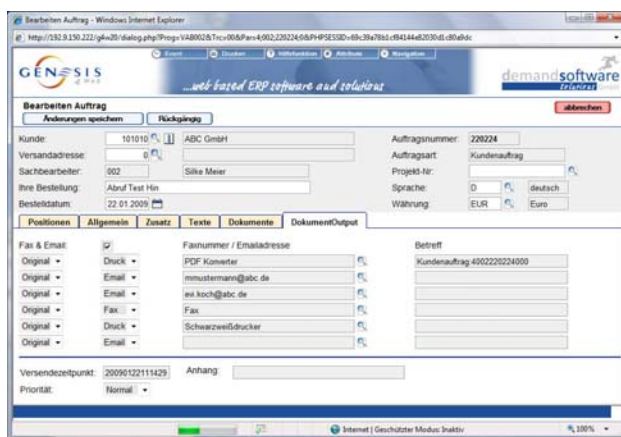 Bearbeiten Auftrag - Windows Internet Explorer
Event Drucken Hilfefunktion Attribute Navigation
GENESIS
4 Web
...web based ERP software and solutions
demandsoftware
Solutions
Bearbeiten Auftrag
abbrechen
Änderungen speichern Rückgängig
Kunde: 101010 ABC GmbH Auftragsnummer: 220224
Versandadresse: 0 Auftragsart: Kundenauftrag
Sachbearbeiter: 002 Silke Meier Projekt-Nr:
Ihre Bestellung: Abruf Test Hin Sprache: D deutsch
Bestelldatum: 22.01.2009 Währung: EUR Euro
Positionen Allgemein Zusatz Texte Dokumente DokumentOutput
Fax & Email: Faxnummer / Emailadresse Betreff
Original Druck PDF Konverter Kundenauftrag 4002220224000
Original Email mmustermann@abc.de
Original Email evi.koch@abc.de
Original Fax Fax
Original Druck Schwarzweißdrucker
Original Email
Versendezeitpunkt: 20090122111429 Anhang:
Priorität: Normal
Internet | Geschützter Modus: Inaktiv 100%